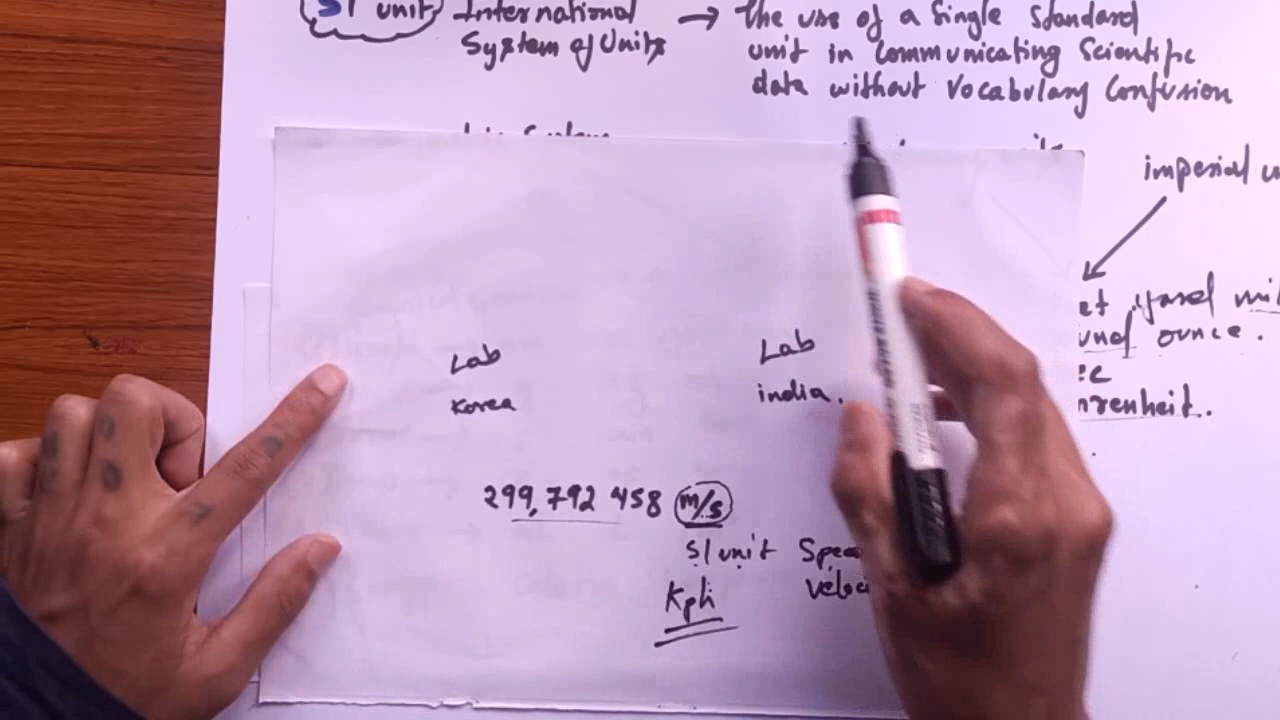 SI unit International → The use of a Single Standard
System of Units unit in Communicating Scientific
data without Vocabulary Confusion
imperial
yard
ounce.
Lab Lab
Korea india.
299,792 458 m/s
SI unit
Kph